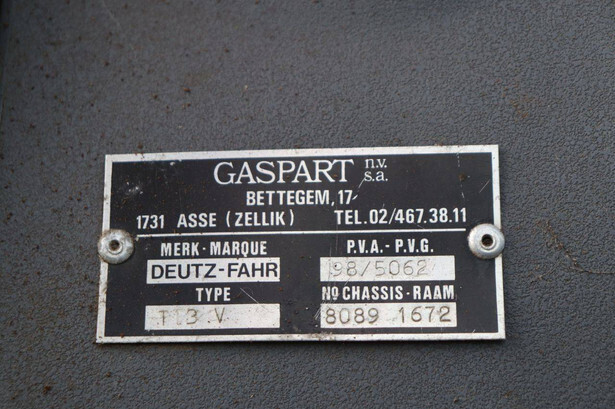 GASPART n.v. s.a.
BETTEGEM, 17
1731 ASSE (ZELLIK) TEL. 02/467.38.11
MERK-MARQUE P.V.A. - P.V.G.
DEUTZ-FAHR 98/5062
TYPE Nº CHASSIS-RAAM
V 8089 1672